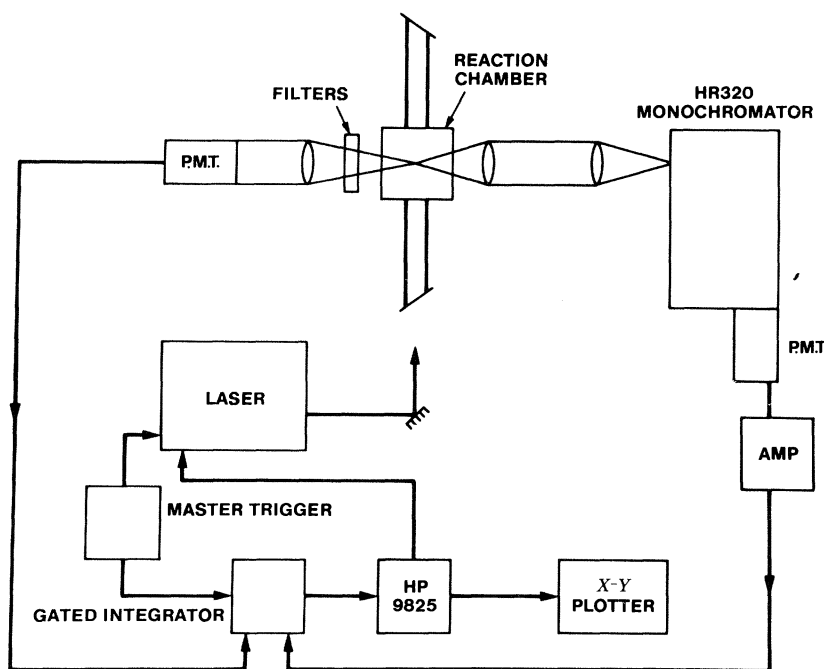 REACTION
CHAMBER
FILTERS
HR320
MONOCHROMATOR
P.M.T.
P.M.T
LASER
AMP
MASTER TRIGGER
GATED INTEGRATOR
HP
9825
X-Y
PLOTTER